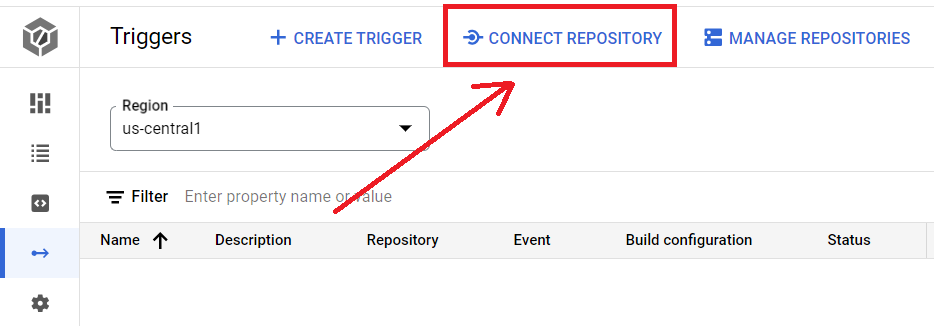 Triggers CREATE TRIGGER CONNECT REPOSITORY MANAGE REPOSITORIES
Region
us-central1
Filter Enter property name or value
Name Description Repository Event Build configuration Status